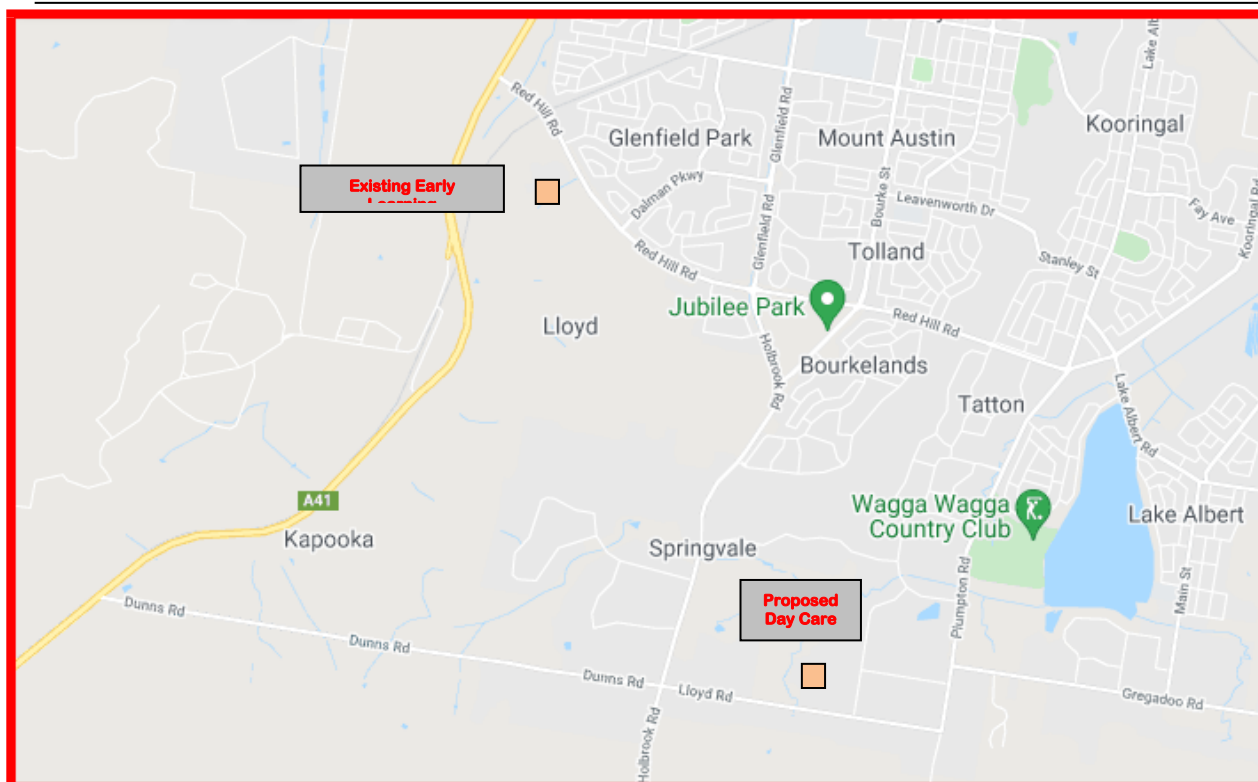 Lake Alb
Red Hill Rd
Glenfield Rd
Kooringal
Glenfield Park
Mount Austin
Existing Early
Learning
Dalman Pkwy
Bourke St
Leavenworth Dr
Fay Ave
Kooringal Rd
Glenfield Rd
Red Hill Rd
Tolland
Stanley St
Jubilee Park
Red Hill Rd
Lloyd
Holbrook Rd
Bourkelands
Tatton
Lake Albert Rd
A41
Wagga Wagga
Country Club
Lake Albert
Kapooka
Springvale
Proposed
Day Care
Main St
Plumpton Rd
Dunns Rd
Dunns Rd
Dunns Rd
Lloyd Rd
Gregadoo Rd
Holbrook Rd